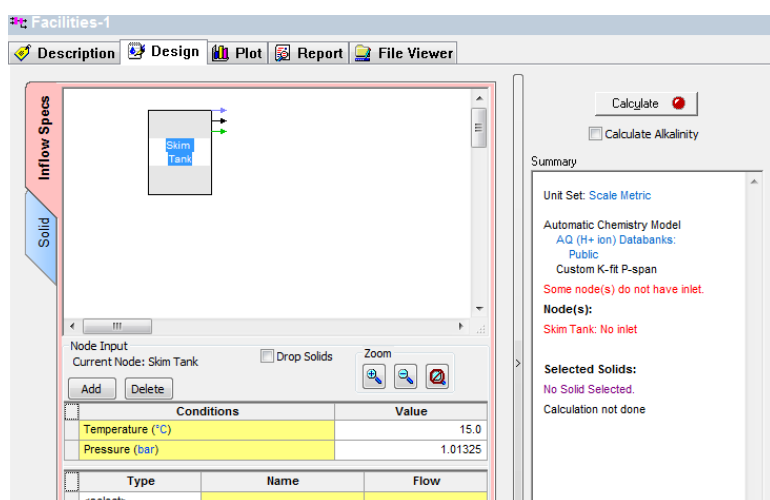 Facilities-1
Description Design Plot Report File Viewer
Inflow Specs
Solid
Skim
Tank
Node Input
Current Node: Skim Tank
Drop Solids
Zoom
Add Delete
Conditions Value
Temperature (°C) 15.0
Pressure (bar) 1.01325
Type Name Flow
Calculate
Calculate Alkalinity
Summary
Unit Set: Scale Metric
Automatic Chemistry Model
AQ (H+ ion) Databanks:
Public
Custom K-fit P-span
Some node(s) do not have inlet.
Node(s):
Skim Tank: No inlet
Selected Solids:
No Solid Selected.
Calculation not done